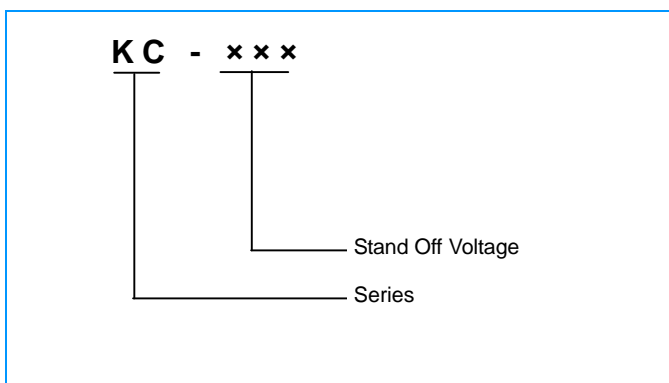 KC - ×××
Stand Off Voltage
Series